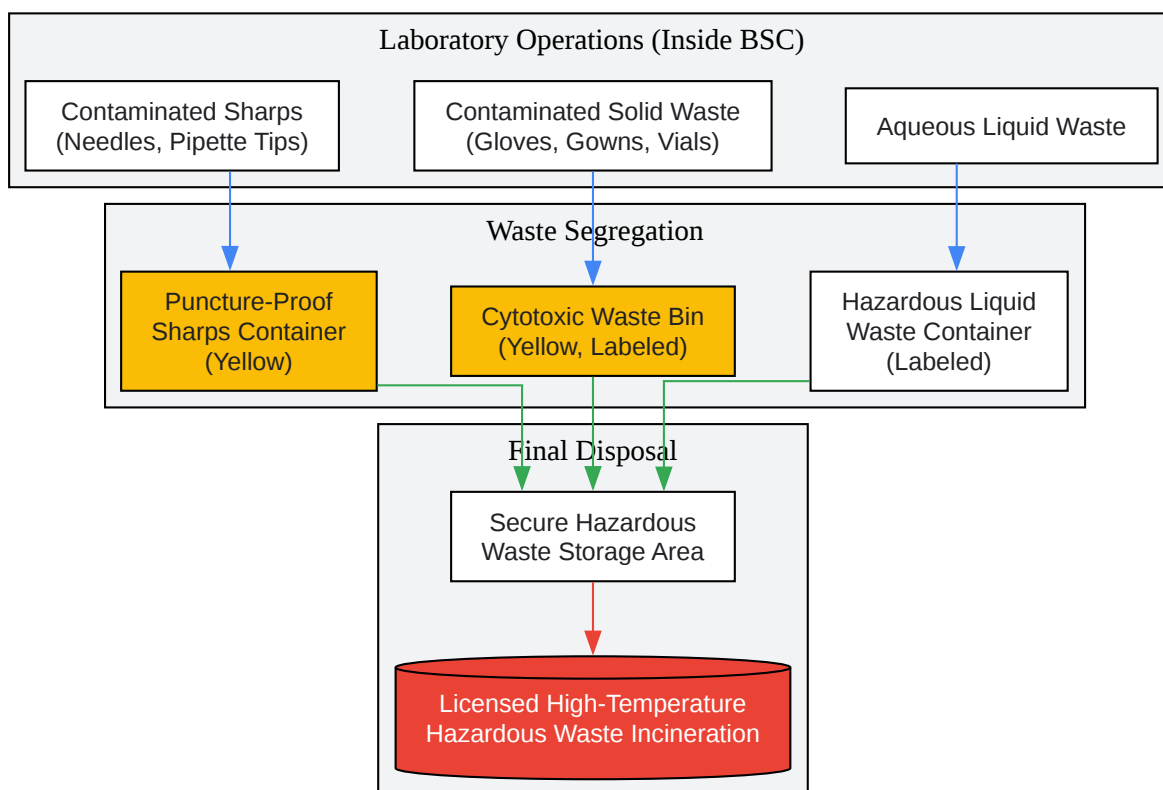 Laboratory Operations (Inside BSC)
Contaminated Sharps
(Needles, Pipette Tips)
Contaminated Solid Waste
(Gloves, Gowns, Vials)
Aqueous Liquid Waste
Waste Segregation
Puncture-Proof
Sharps Container
(Yellow)
Cytotoxic Waste Bin
(Yellow, Labeled)
Hazardous Liquid
Waste Container
(Labeled)
Final Disposal
Secure Hazardous
Waste Storage Area
Licensed High-Temperature
Hazardous Waste Incineration